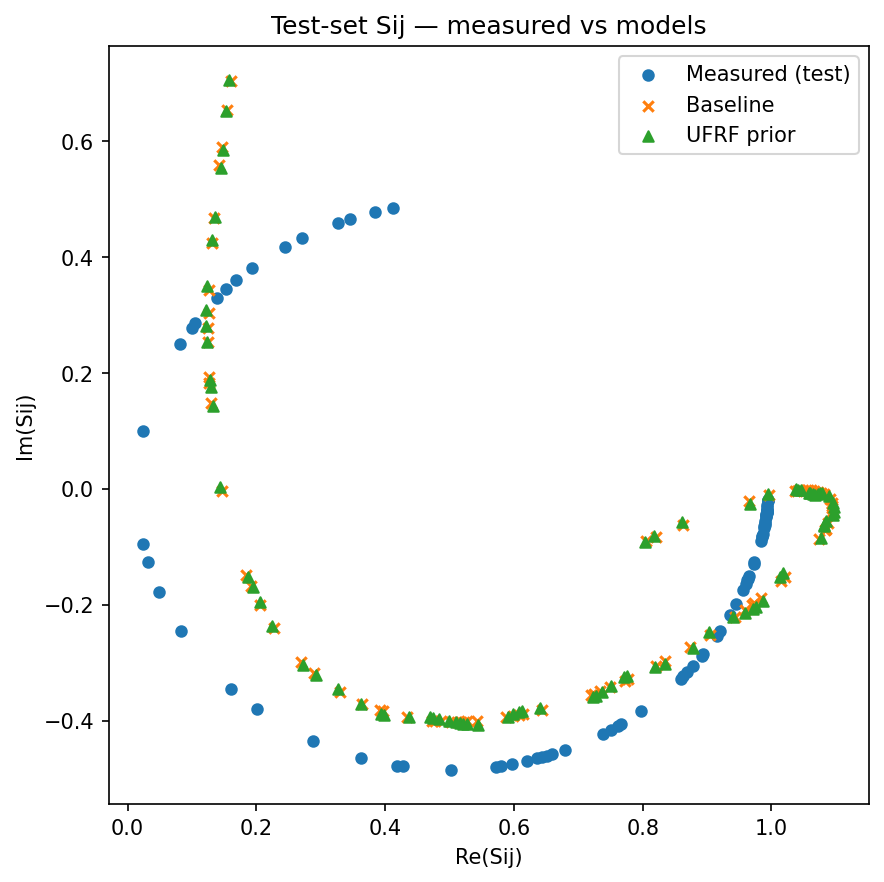 Test-set Sij — measured vs models
Measured (test)
Baseline
UFRF prior
Im(Sij)
0.6
0.4
0.2
0.0
−0.2
−0.4
0.0 0.2 0.4 0.6 0.8 1.0
Re(Sij)